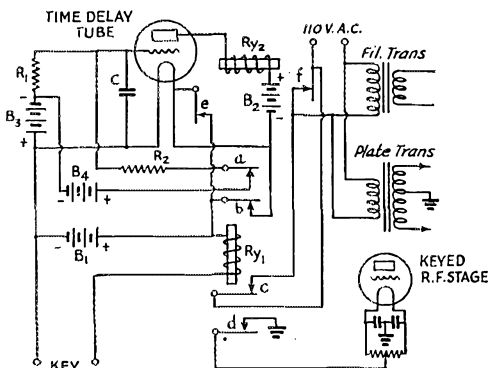 TIME DELAY
TUBE
110 V. A.C.
Ry2
Fil. Trans
f
R1
C
e
B2
B3
R2
a
B4
b
Plate Trans
B1
Ry1
c
KEYED
R.F. STAGE
d
KEY